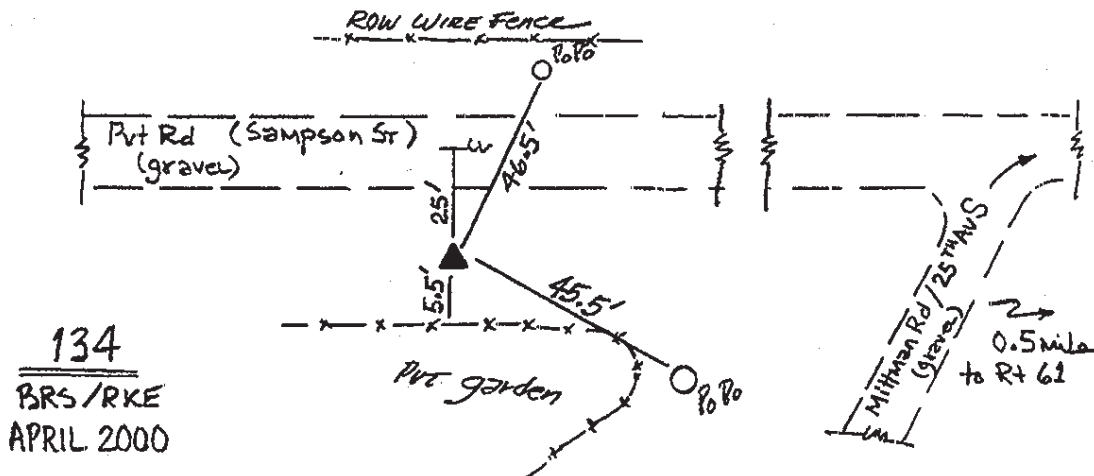 ROW WIRE FENCE
PoPo
Pvt Rd (Sampson St)
(gravel)
46.5'
25'
5.5'
45.5'
PoPo
Pvt garden
Mittman Rd/25TH AV S
(gravel)
0.5 mile
to Rt 61
134
BRS/RKE
APRIL 2000